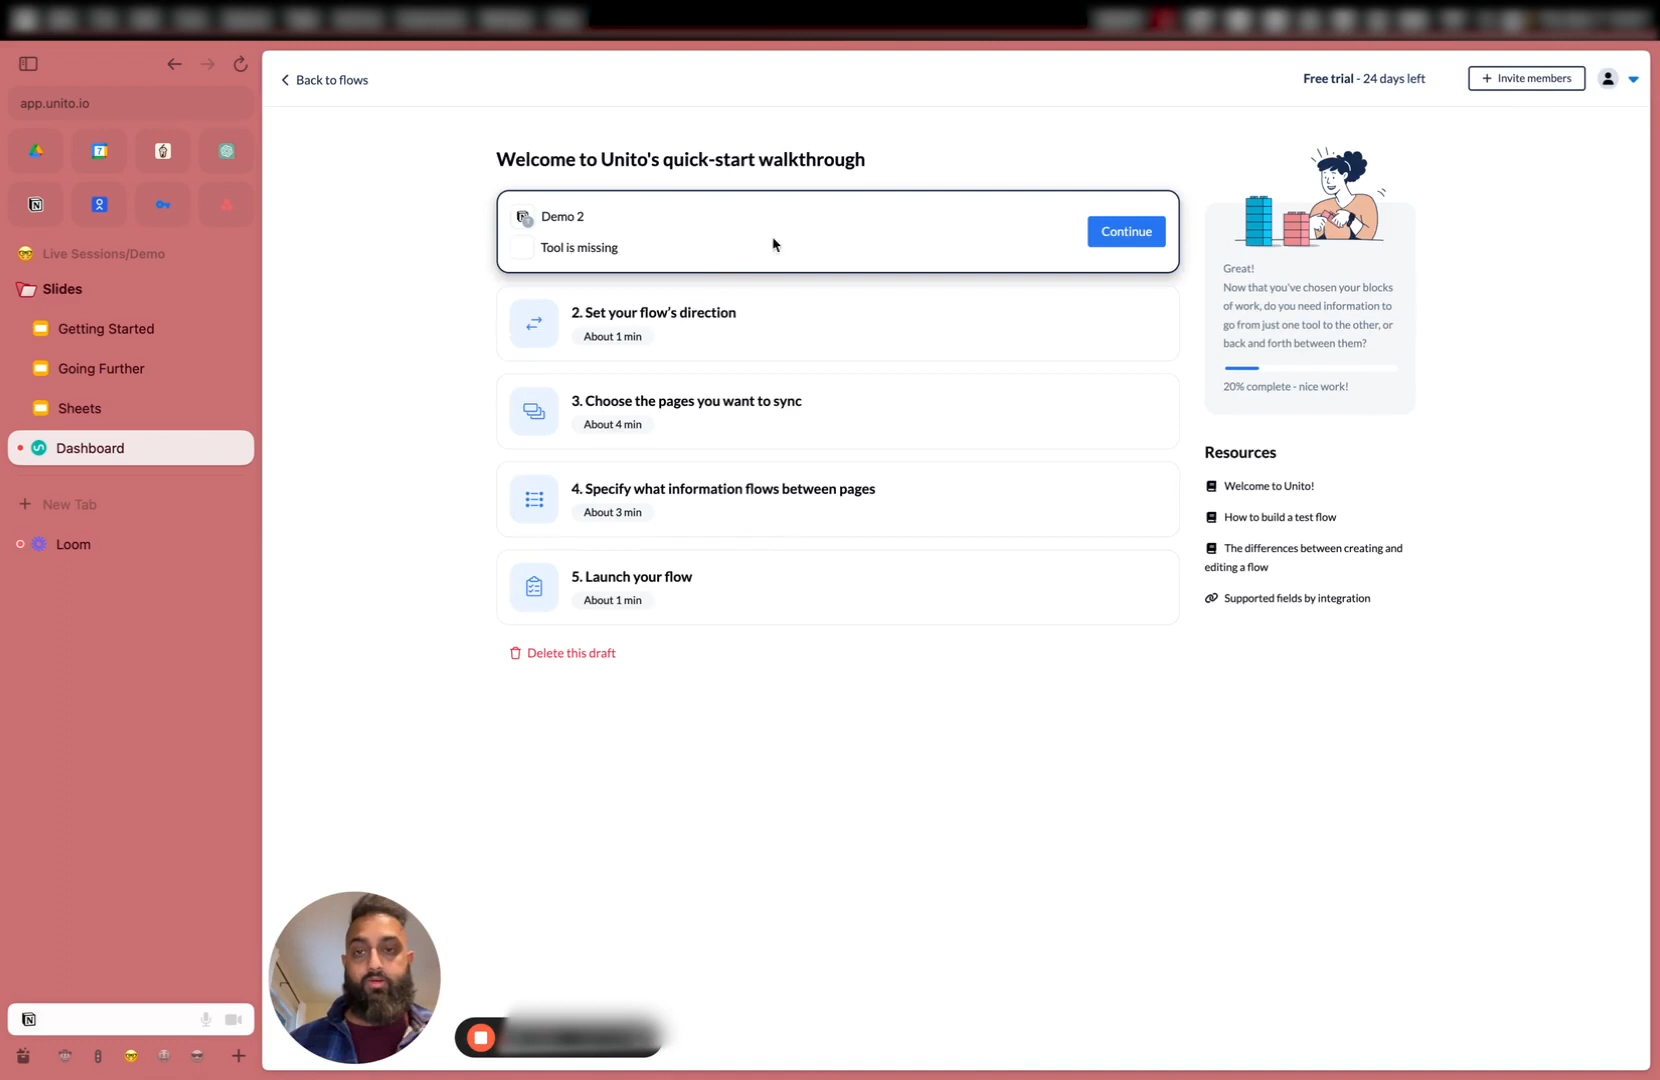 app.unito.io
Live Sessions/Demo
Slides
Getting Started
Going Further
Sheets
Dashboard
New Tab
Loom
Back to flows
Free trial - 24 days left
Invite members
Welcome to Unito's quick-start walkthrough
Demo 2
Tool is missing
Continue
2. Set your flow's direction
About 1 min
3. Choose the pages you want to sync
About 4 min
4. Specify what information flows between pages
About 3 min
5. Launch your flow
About 1 min
Delete this draft
Great!
Now that you've chosen your blocks
of work, do you need information to
go from just one tool to the other, or
back and forth between them?
20% complete - nice work!
Resources
Welcome to Unito!
How to build a test flow
The differences between creating and
editing a flow
Supported fields by integration